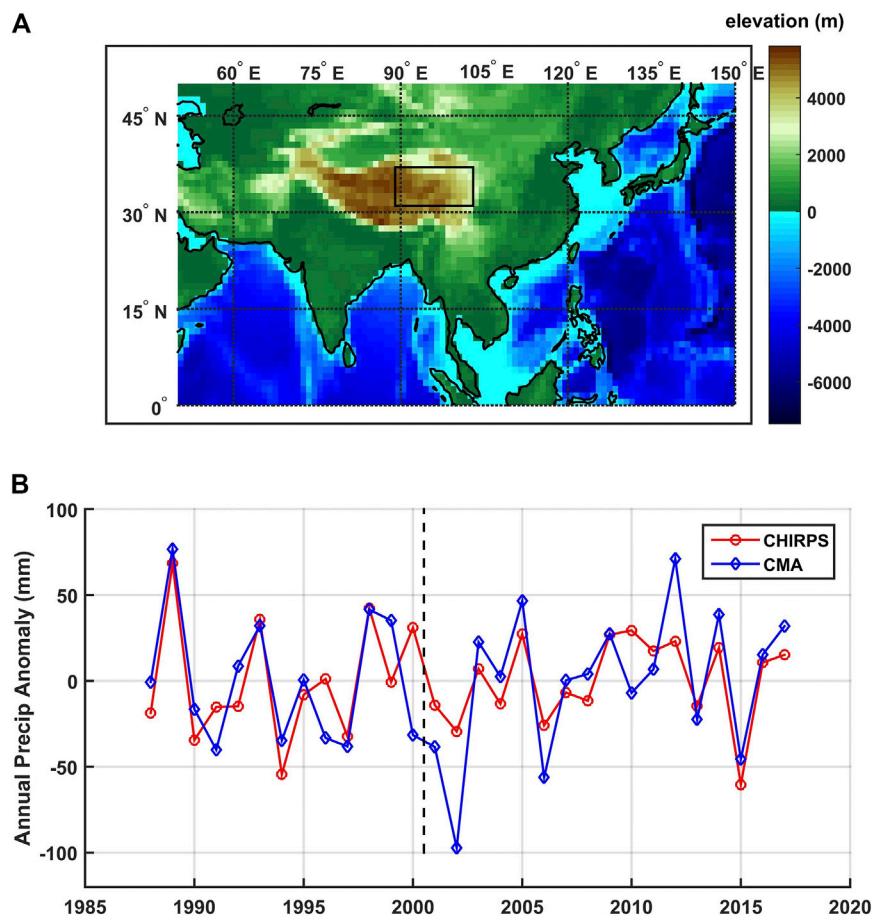 A
elevation (m)
60° E 75° E 90° E 105° E 120° E 135° E 150° E
45° N
30° N
15° N
0°
4000
2000
0
-2000
-4000
-6000
B
Annual Precip Anomaly (mm)
100
50
0
-50
-100
CHIRPS
CMA
1985 1990 1995 2000 2005 2010 2015 2020